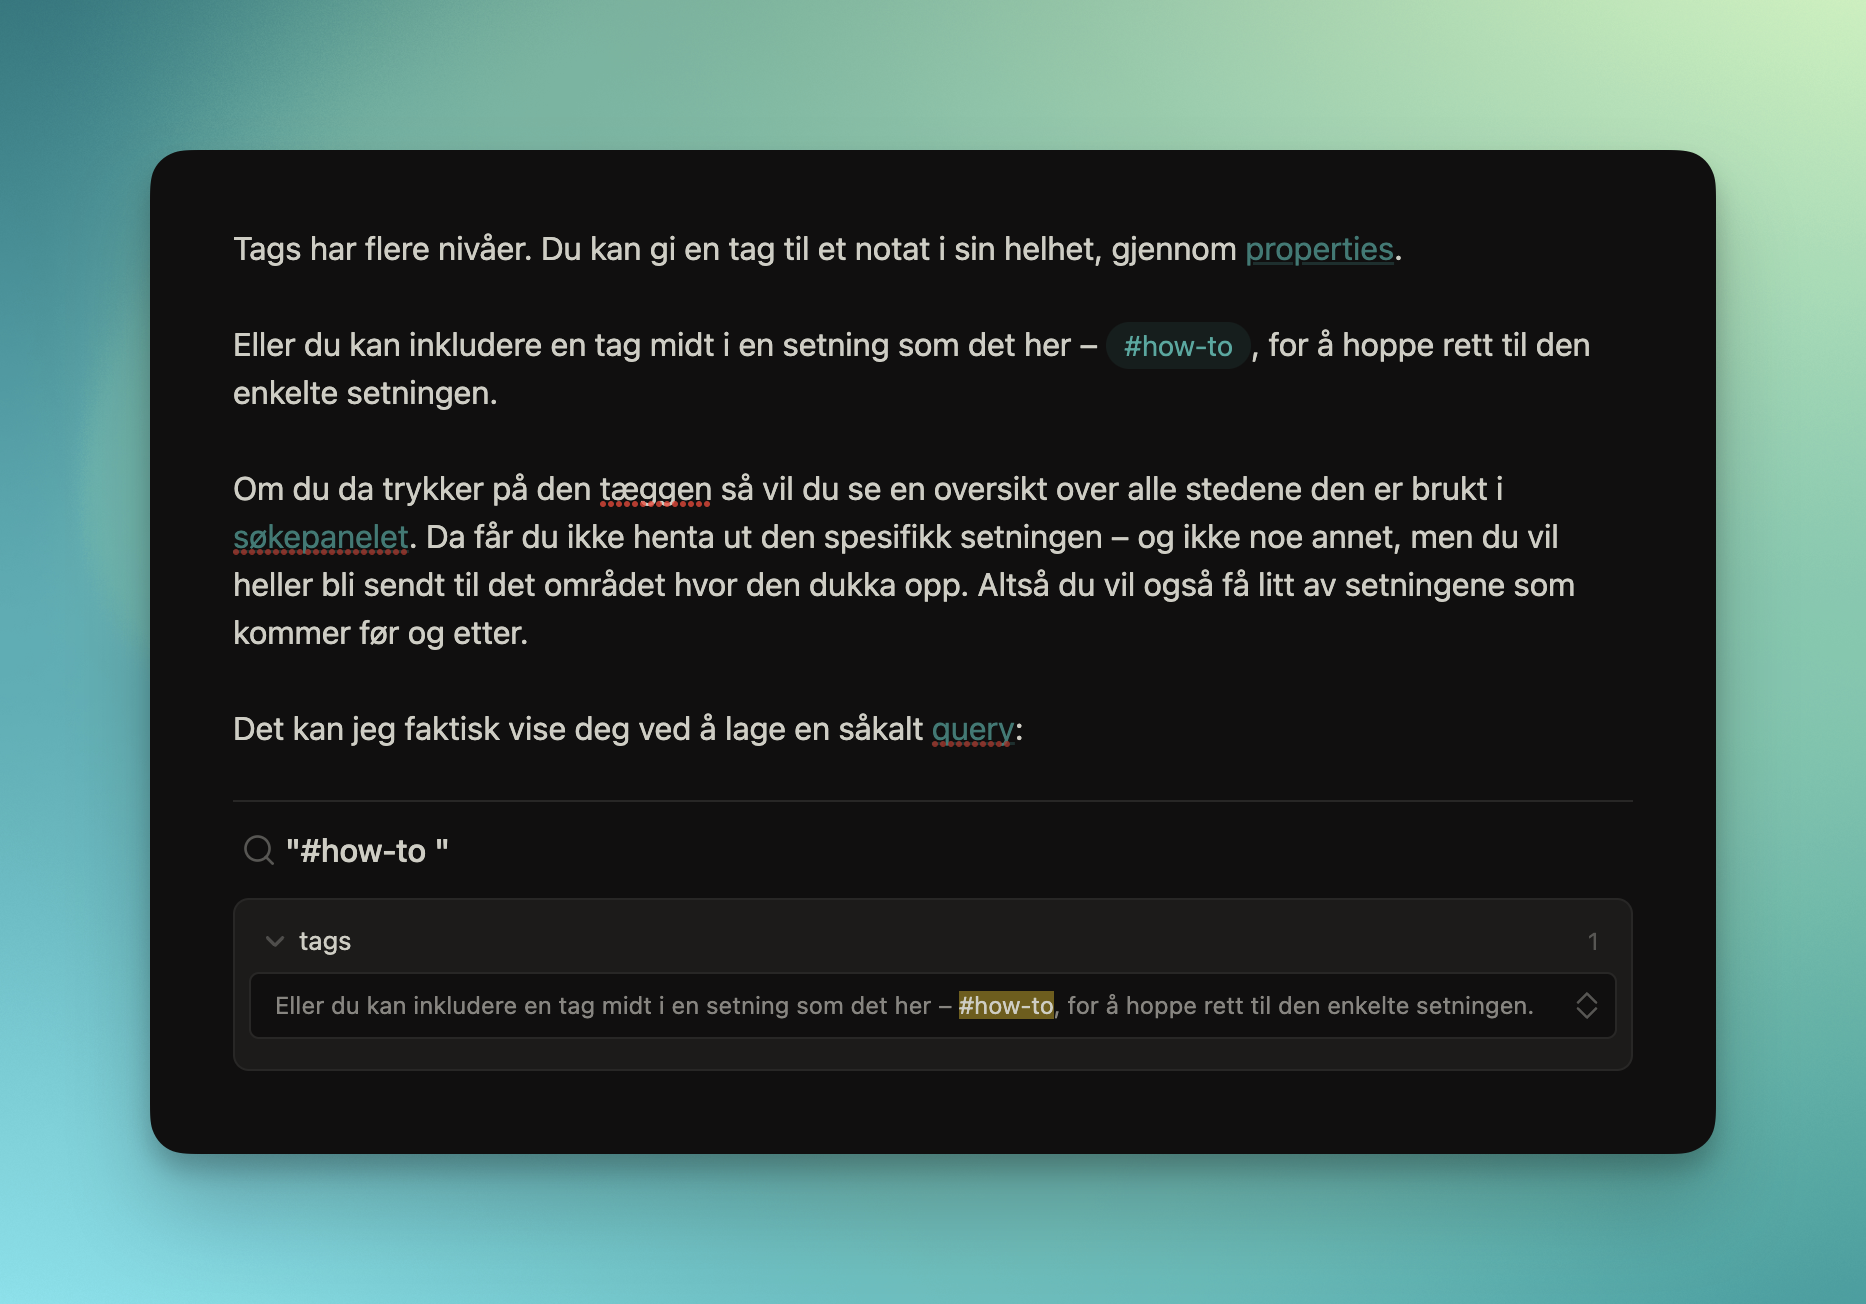 Tags har flere nivåer. Du kan gi en tag til et notat i sin helhet, gjennom properties.
Eller du kan inkludere en tag midt i en setning som det her – #how-to, for å hoppe rett til den
enkelte setningen.
Om du da trykker på den tæggen så vil du se en oversikt over alle stedene den er brukt i
søkepanelet. Da får du ikke henta ut den spesifikk setningen – og ikke noe annet, men du vil
heller bli sendt til det området hvor den dukka opp. Altså du vil også få litt av setningene som
kommer før og etter.
Det kan jeg faktisk vise deg ved å lage en såkalt query:
"#how-to "
tags 1
Eller du kan inkludere en tag midt i en setning som det her – #how-to, for å hoppe rett til den enkelte setningen.